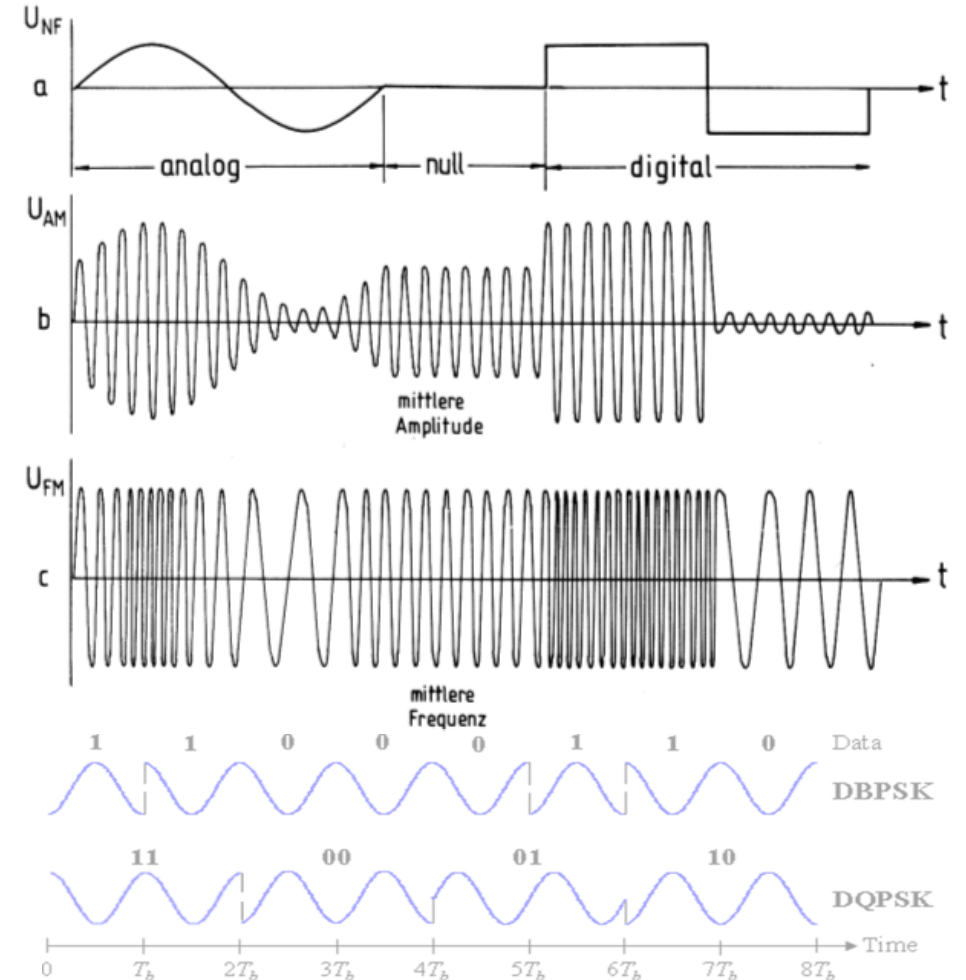 U_NF
a
t
analog
null
digital
U_AM
b
t
mittlere
Amplitude
U_FM
c
t
mittlere
Frequenz
1 1 0 0 0 1 1 0 Data
DBPSK
11 00 01 10
DQPSK
Time
0 T_b 2T_b 3T_b 4T_b 5T_b 6T_b 7T_b 8T_b